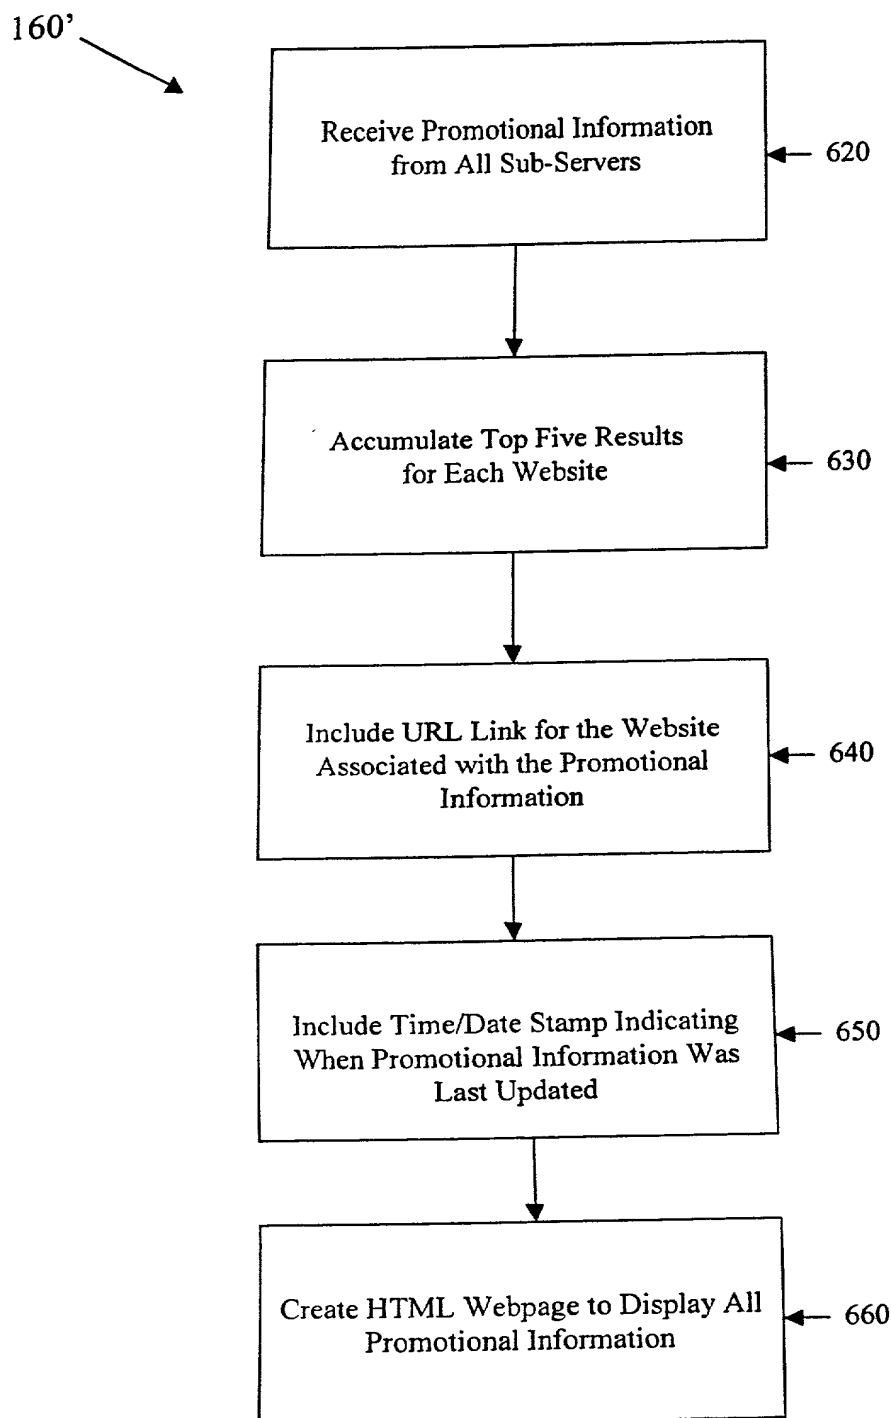 160'
Receive Promotional Information
from All Sub-Servers
620
Accumulate Top Five Results
for Each Website
630
Include URL Link for the Website
Associated with the Promotional
Information
640
Include Time/Date Stamp Indicating
When Promotional Information Was
Last Updated
650
Create HTML Webpage to Display All
Promotional Information
660